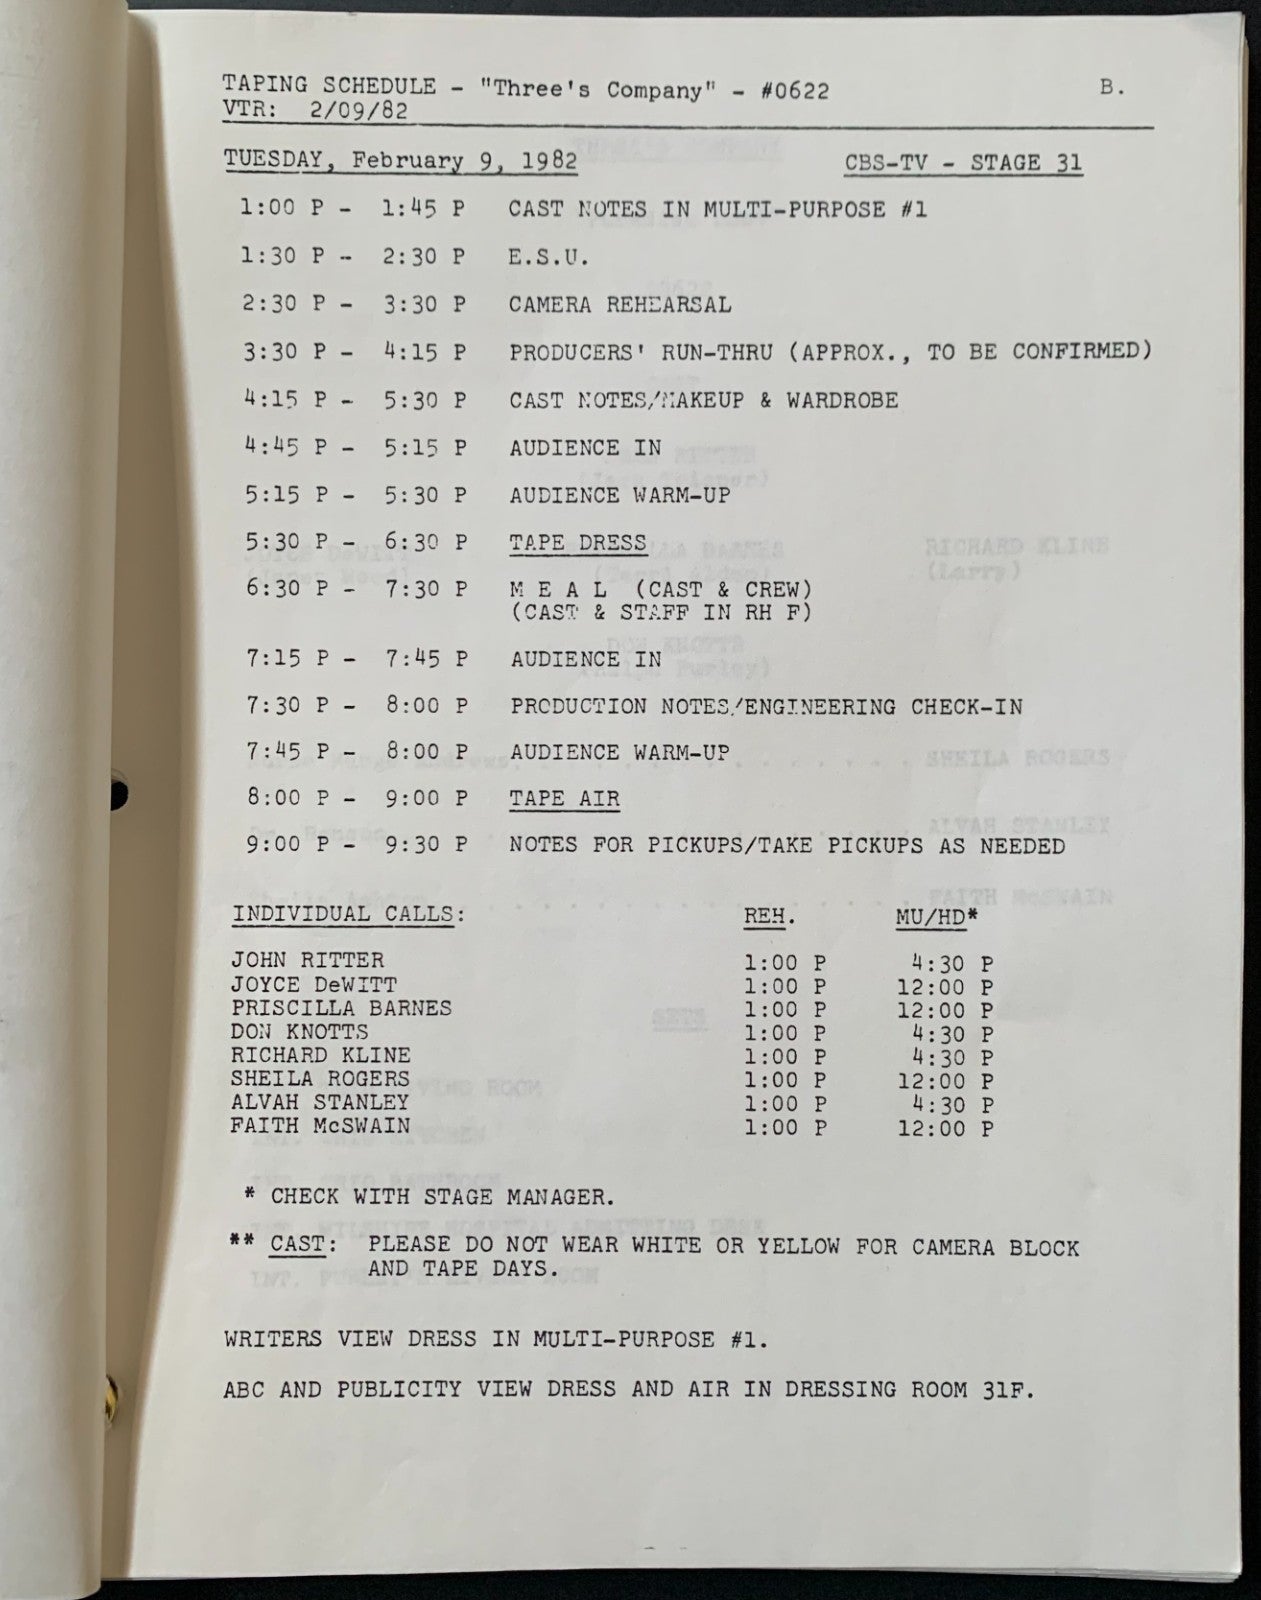 TAPING SCHEDULE - "Three's Company" - #0622 B.
VTR: 2/09/82
TUESDAY, February 9, 1982 CBS-TV - STAGE 31
1:00 P - 1:45 P CAST NOTES IN MULTI-PURPOSE #1
1:30 P - 2:30 P E.S.U.
2:30 P - 3:30 P CAMERA REHEARSAL
3:30 P - 4:15 P PRODUCERS' RUN-THRU (APPROX., TO BE CONFIRMED)
4:15 P - 5:30 P CAST NOTES/MAKEUP & WARDROBE
4:45 P - 5:15 P AUDIENCE IN
5:15 P - 5:30 P AUDIENCE WARM-UP
5:30 P - 6:30 P TAPE DRESS
6:30 P - 7:30 P M E A L (CAST & CREW)
(CAST & STAFF IN RH F)
7:15 P - 7:45 P AUDIENCE IN
7:30 P - 8:00 P PRODUCTION NOTES/ENGINEERING CHECK-IN
7:45 P - 8:00 P AUDIENCE WARM-UP
8:00 P - 9:00 P TAPE AIR
9:00 P - 9:30 P NOTES FOR PICKUPS/TAKE PICKUPS AS NEEDED
INDIVIDUAL CALLS: REH. MU/HD*
JOHN RITTER 1:00 P 4:30 P
JOYCE DeWITT 1:00 P 12:00 P
PRISCILLA BARNES 1:00 P 12:00 P
DON KNOTTS 1:00 P 4:30 P
RICHARD KLINE 1:00 P 4:30 P
SHEILA ROGERS 1:00 P 12:00 P
ALVAH STANLEY 1:00 P 4:30 P
FAITH McSWAIN 1:00 P 12:00 P
* CHECK WITH STAGE MANAGER.
** CAST: PLEASE DO NOT WEAR WHITE OR YELLOW FOR CAMERA BLOCK
AND TAPE DAYS.
WRITERS VIEW DRESS IN MULTI-PURPOSE #1.
ABC AND PUBLICITY VIEW DRESS AND AIR IN DRESSING ROOM 31F.